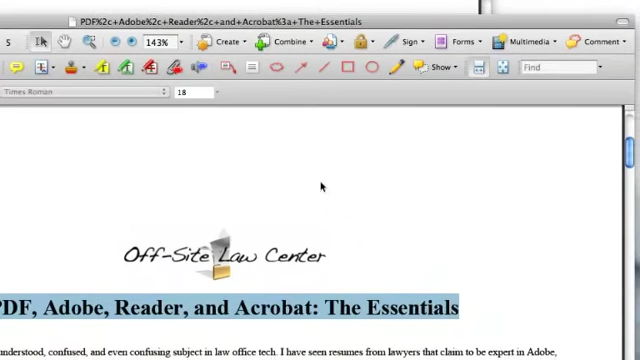 PDF%2c+Adobe%2c+Reader%2c+and+Acrobat%3a+The+Essentials
5 143% Create Combine Sign Forms Multimedia Comment
Show Find
Times Roman 18
Off-Site Law Center
PDF, Adobe, Reader, and Acrobat: The Essentials
understood, confused, and even confusing subject in law office tech. I have seen resumes from lawyers that claim to be expert in Adobe,